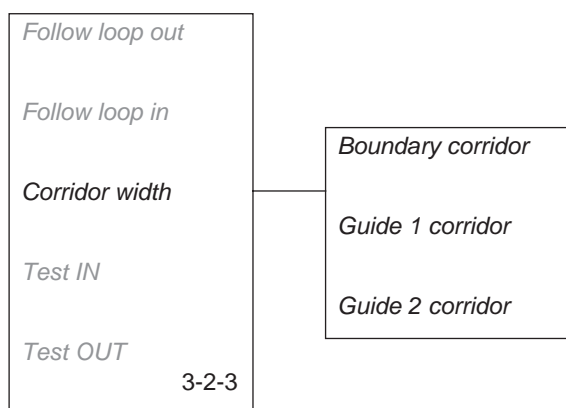 Follow loop out
Follow loop in
Corridor width
Test IN
Test OUT
3-2-3
Boundary corridor
Guide 1 corridor
Guide 2 corridor